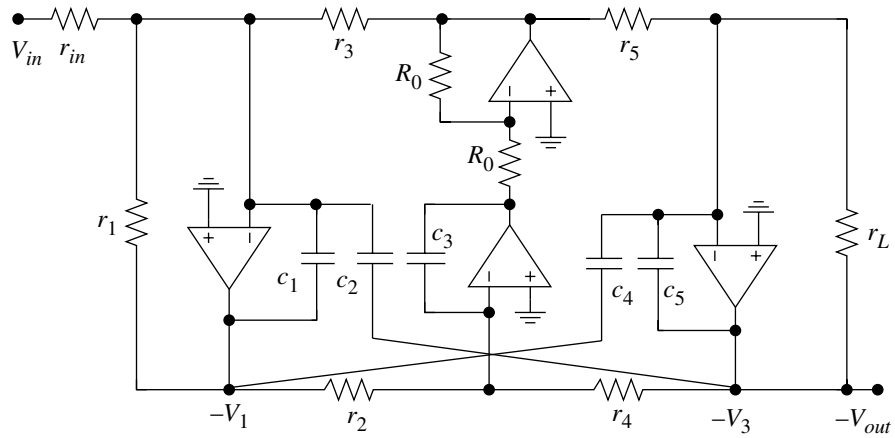 V_in
r_in
r_3
r_5
R_0
− +
R_0
r_1
+ −
c_1
c_2
c_3
− +
c_4
c_5
− +
r_L
−V_1
r_2
r_4
−V_3
−V_out